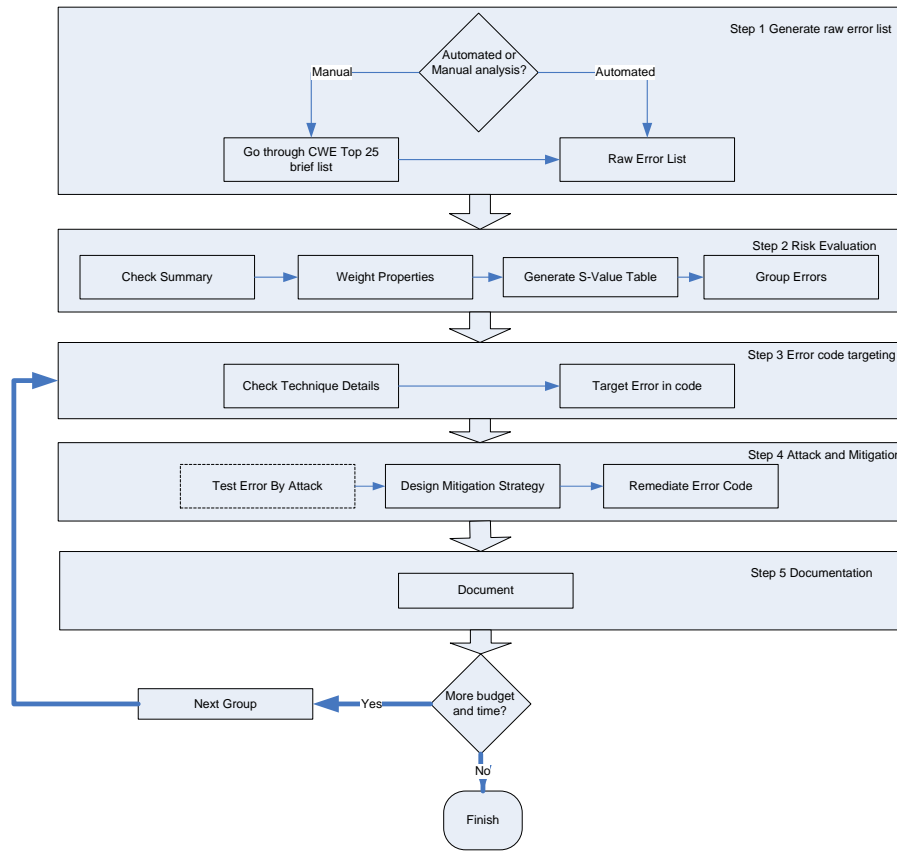 Step 1 Generate raw error list
Automated or
Manual analysis?
Manual
Automated
Go through CWE Top 25
brief list
Raw Error List
Step 2 Risk Evaluation
Check Summary
Weight Properties
Generate S-Value Table
Group Errors
Step 3 Error code targeting
Check Technique Details
Target Error in code
Step 4 Attack and Mitigation
Test Error By Attack
Design Mitigation Strategy
Remediate Error Code
Step 5 Documentation
Document
More budget
and time?
Yes
Next Group
No
Finish